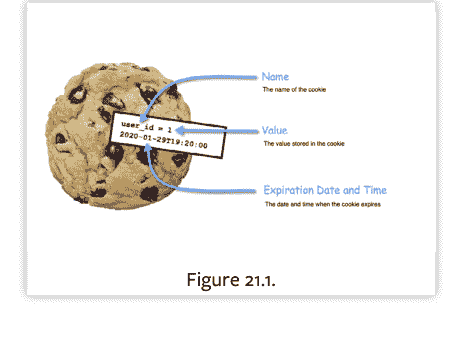 Name
The name of the cookie
user_id = 1
2020-01-29T19:20:00
Value
The value stored in the cookie
Expiration Date and Time
The date and time when the cookie expires
Figure 21.1.